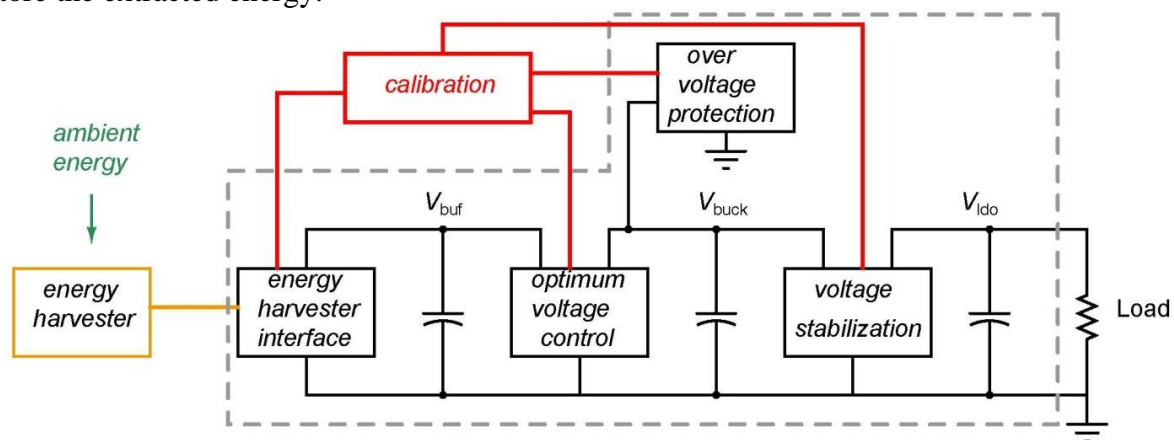 tore the extracted energy.
calibration
over
voltage
protection
ambient
energy
V_buf
V_buck
V_ldo
energy
harvester
energy
harvester
interface
optimum
voltage
control
voltage
stabilization
Load